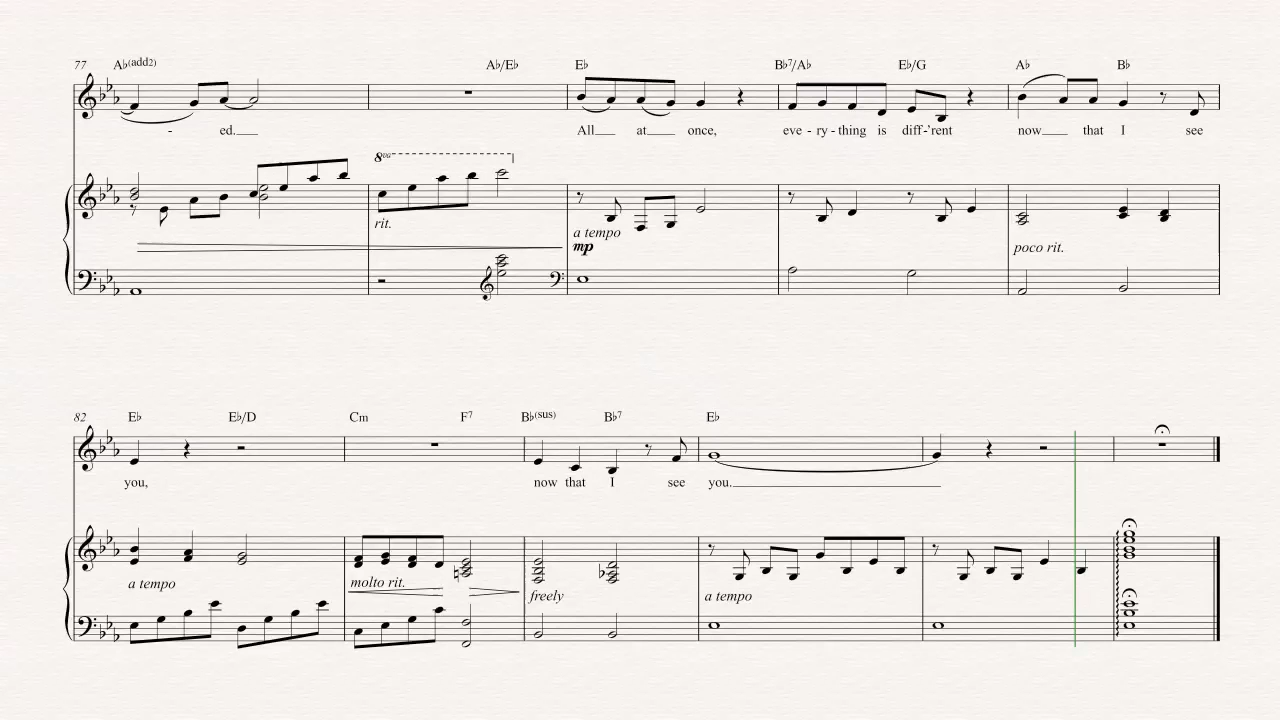 77 A♭(add2) A♭/E♭ E♭ B♭7/A♭ E♭/G A♭ B♭
- ed. All at once, eve - ry - thing is diff-'rent now that I see
8va
rit. a tempo poco rit.
mp
82 E♭ E♭/D Cm F7 B♭(sus) B♭7 E♭
you, now that I see you.
a tempo molto rit. freely a tempo